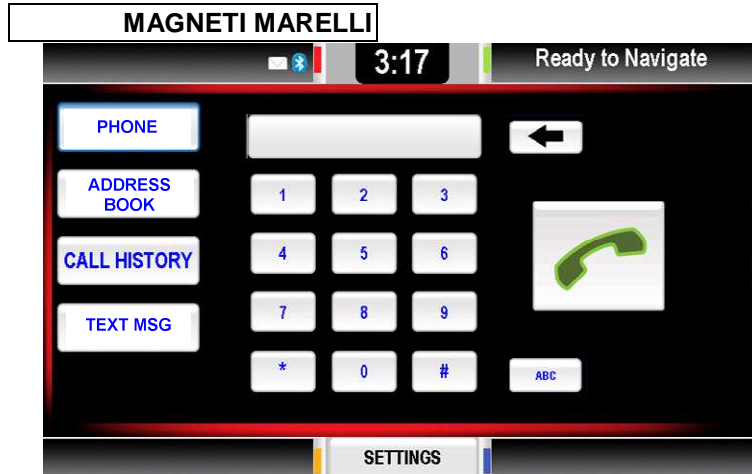 MAGNETI MARELLI
3:17
Ready to Navigate
PHONE
ADDRESS
BOOK
CALL HISTORY
TEXT MSG
1 2 3
4 5 6
7 8 9
* 0 #
ABC
SETTINGS